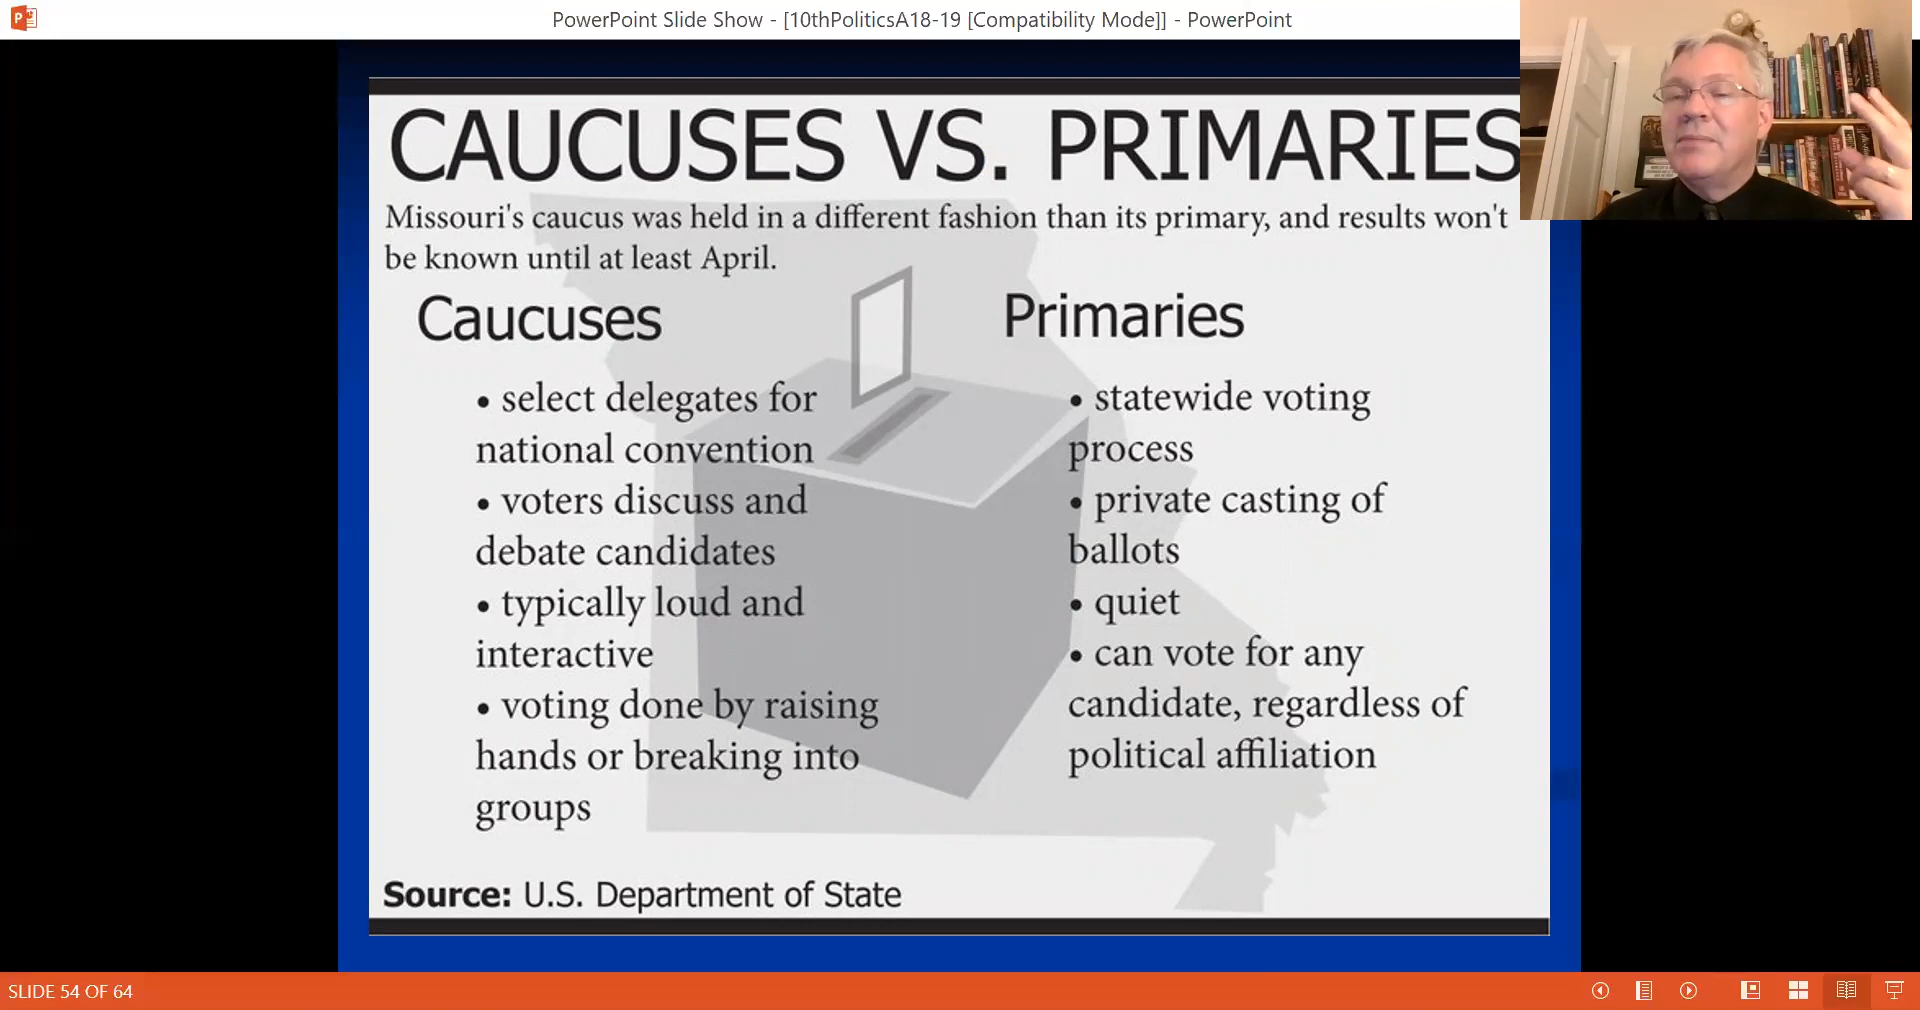 PowerPoint Slide Show - [10thPoliticsA18-19 [Compatibility Mode]] - PowerPoint
CAUCUSES VS. PRIMARIES
Missouri's caucus was held in a different fashion than its primary, and results won't
be known until at least April.
Caucuses
• select delegates for
national convention
• voters discuss and
debate candidates
• typically loud and
interactive
• voting done by raising
hands or breaking into
groups
Primaries
• statewide voting
process
• private casting of
ballots
• quiet
• can vote for any
candidate, regardless of
political affiliation
Source: U.S. Department of State
SLIDE 54 OF 64